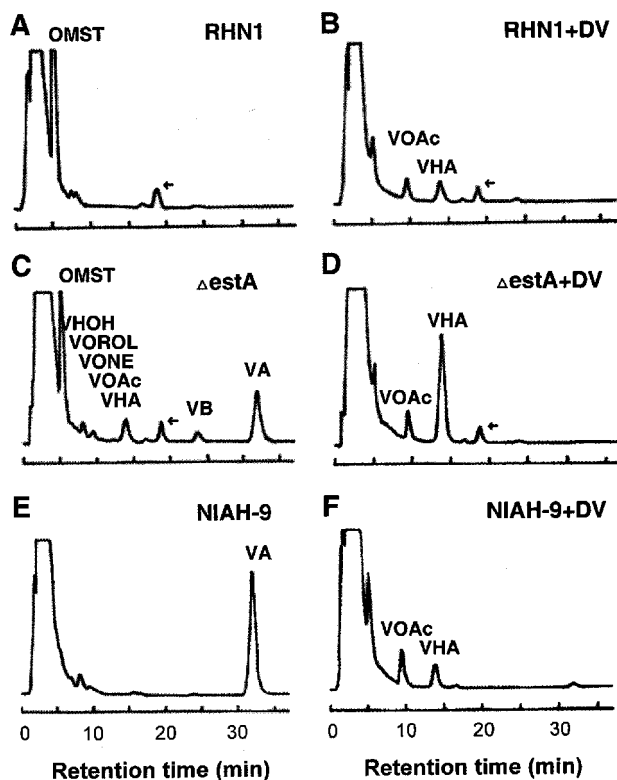 A
OMST
RHN1
←
B
RHN1+DV
VOAc
VHA
←
C
OMST
△estA
VHOH
VOROL
VONE
VOAc
VHA
←
VB
VA
D
△estA+DV
VHA
VOAc
←
E
NIAH-9
VA
F
NIAH-9+DV
VOAc
VHA
0 10 20 30
0 10 20 30
Retention time (min)
Retention time (min)